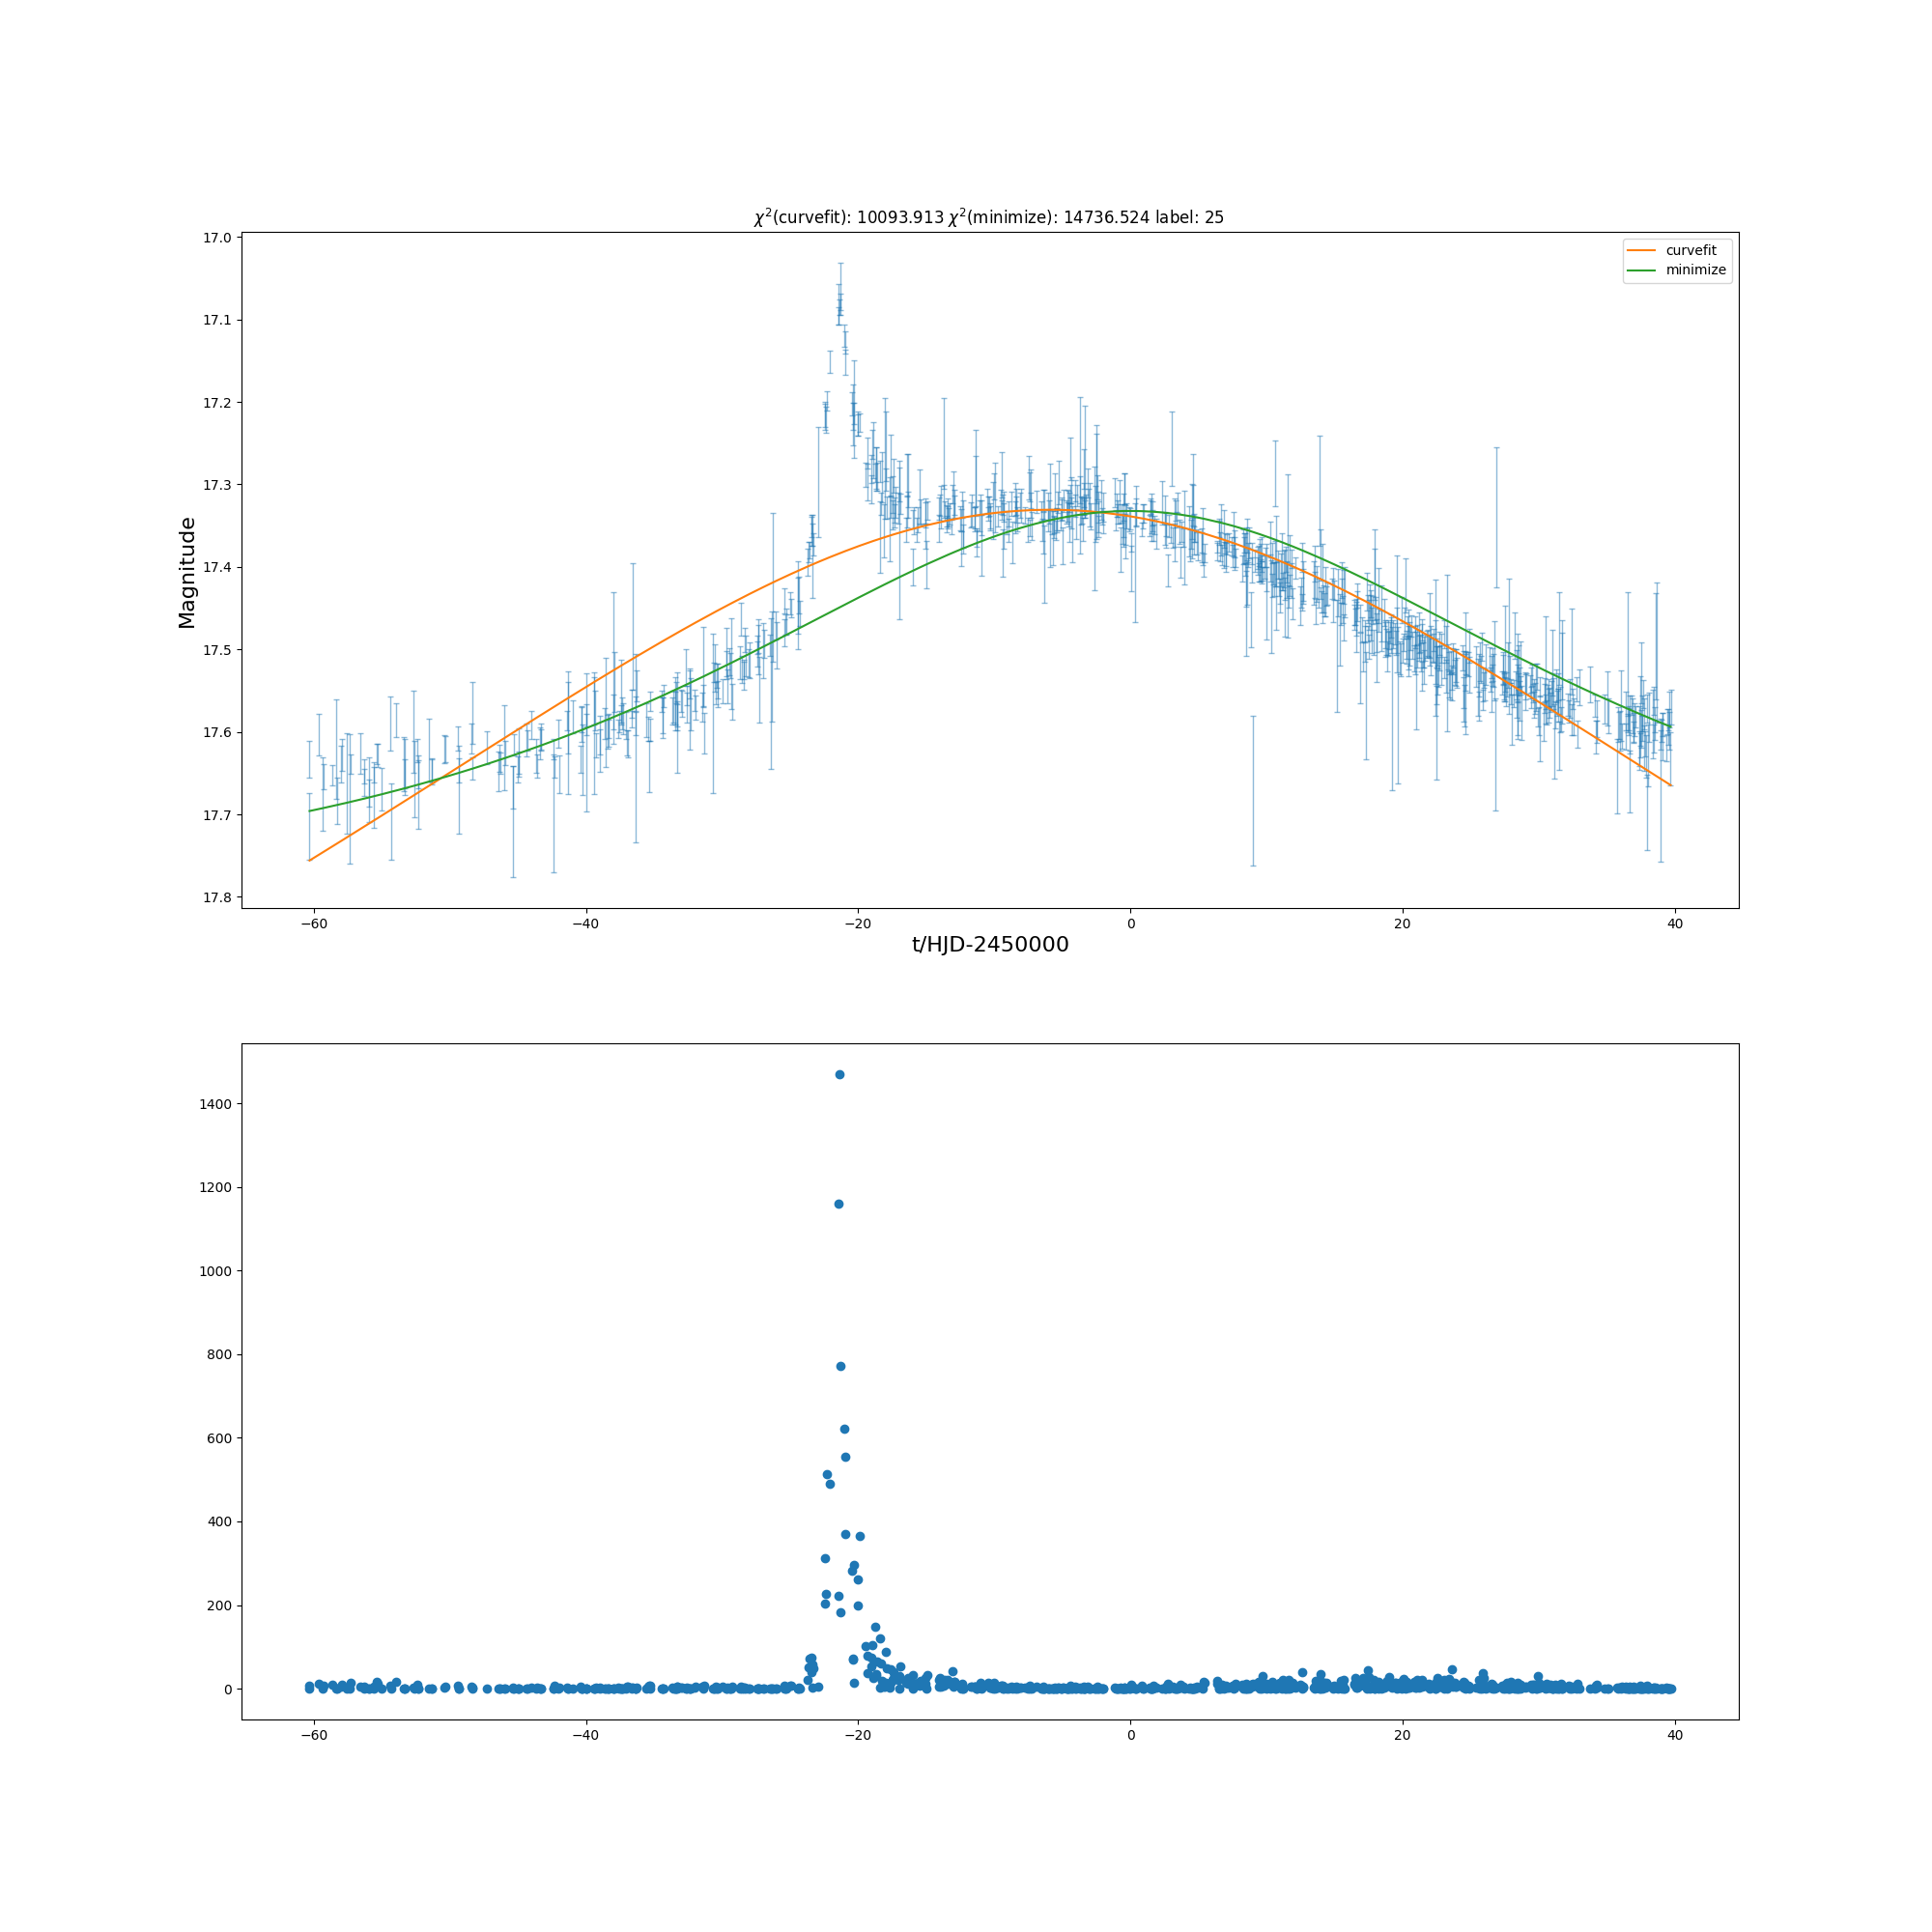 χ²(curvefit): 10093.913 χ²(minimize): 14736.524 label: 25
curvefit
minimize
17.0
17.1
17.2
17.3
17.4
17.5
17.6
17.7
17.8
Magnitude
−60 −40 −20 0 20 40
t/HJD-2450000
1400
1200
1000
800
600
400
200
0
−60 −40 −20 0 20 40